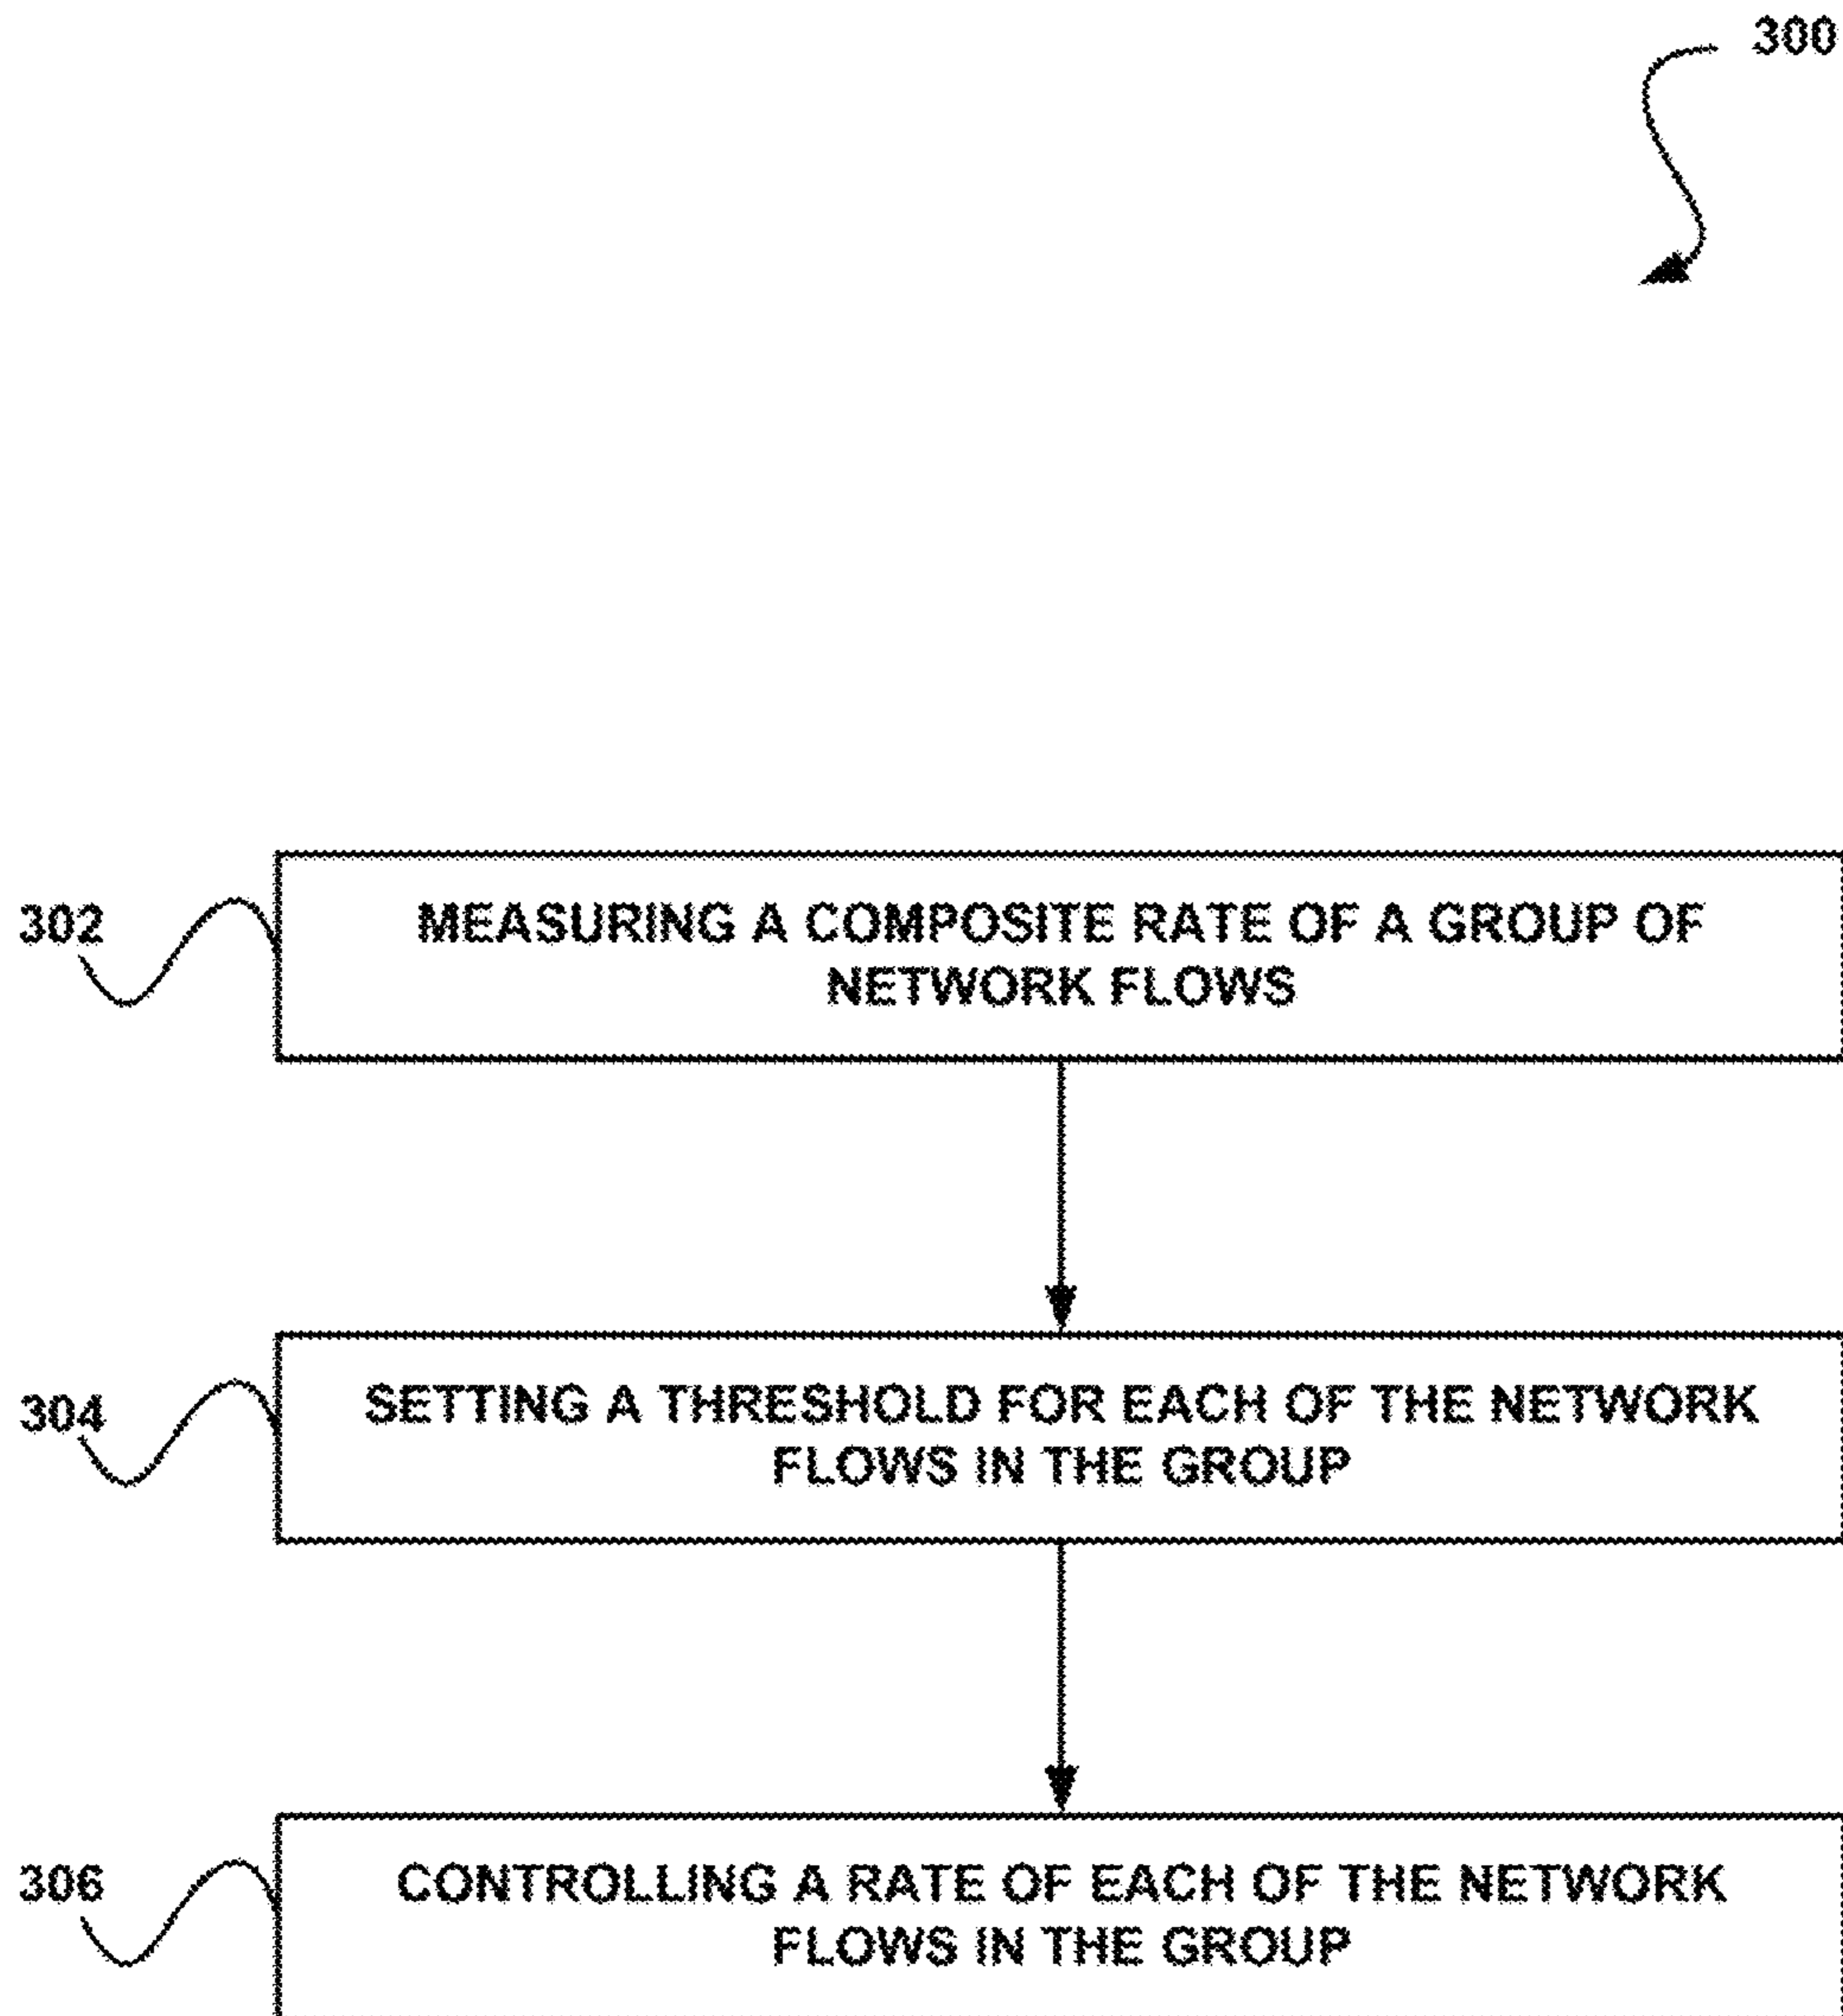 300
302
MEASURING A COMPOSITE RATE OF A GROUP OF
NETWORK FLOWS
304
SETTING A THRESHOLD FOR EACH OF THE NETWORK
FLOWS IN THE GROUP
306
CONTROLLING A RATE OF EACH OF THE NETWORK
FLOWS IN THE GROUP